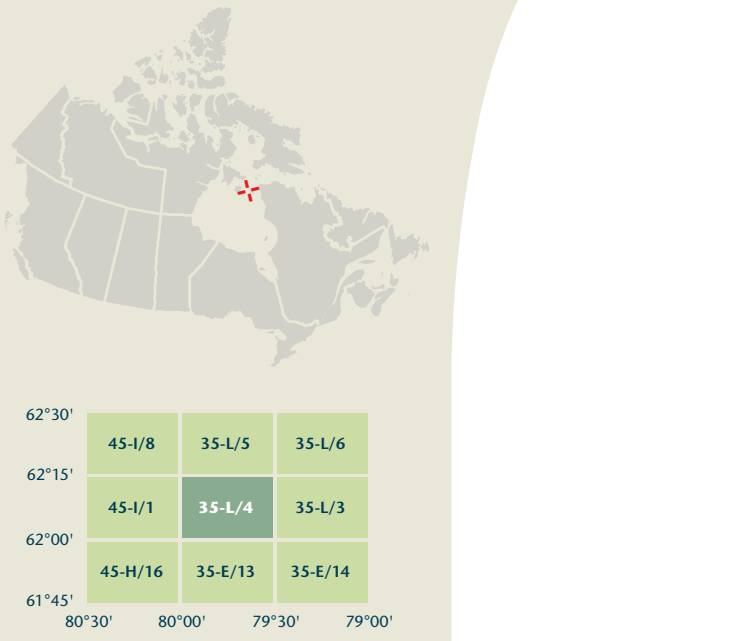 62°30'
45-I/8 35-L/5 35-L/6
62°15'
45-I/1 35-L/4 35-L/3
62°00'
45-H/16 35-E/13 35-E/14
61°45'
80°30' 80°00' 79°30' 79°00'